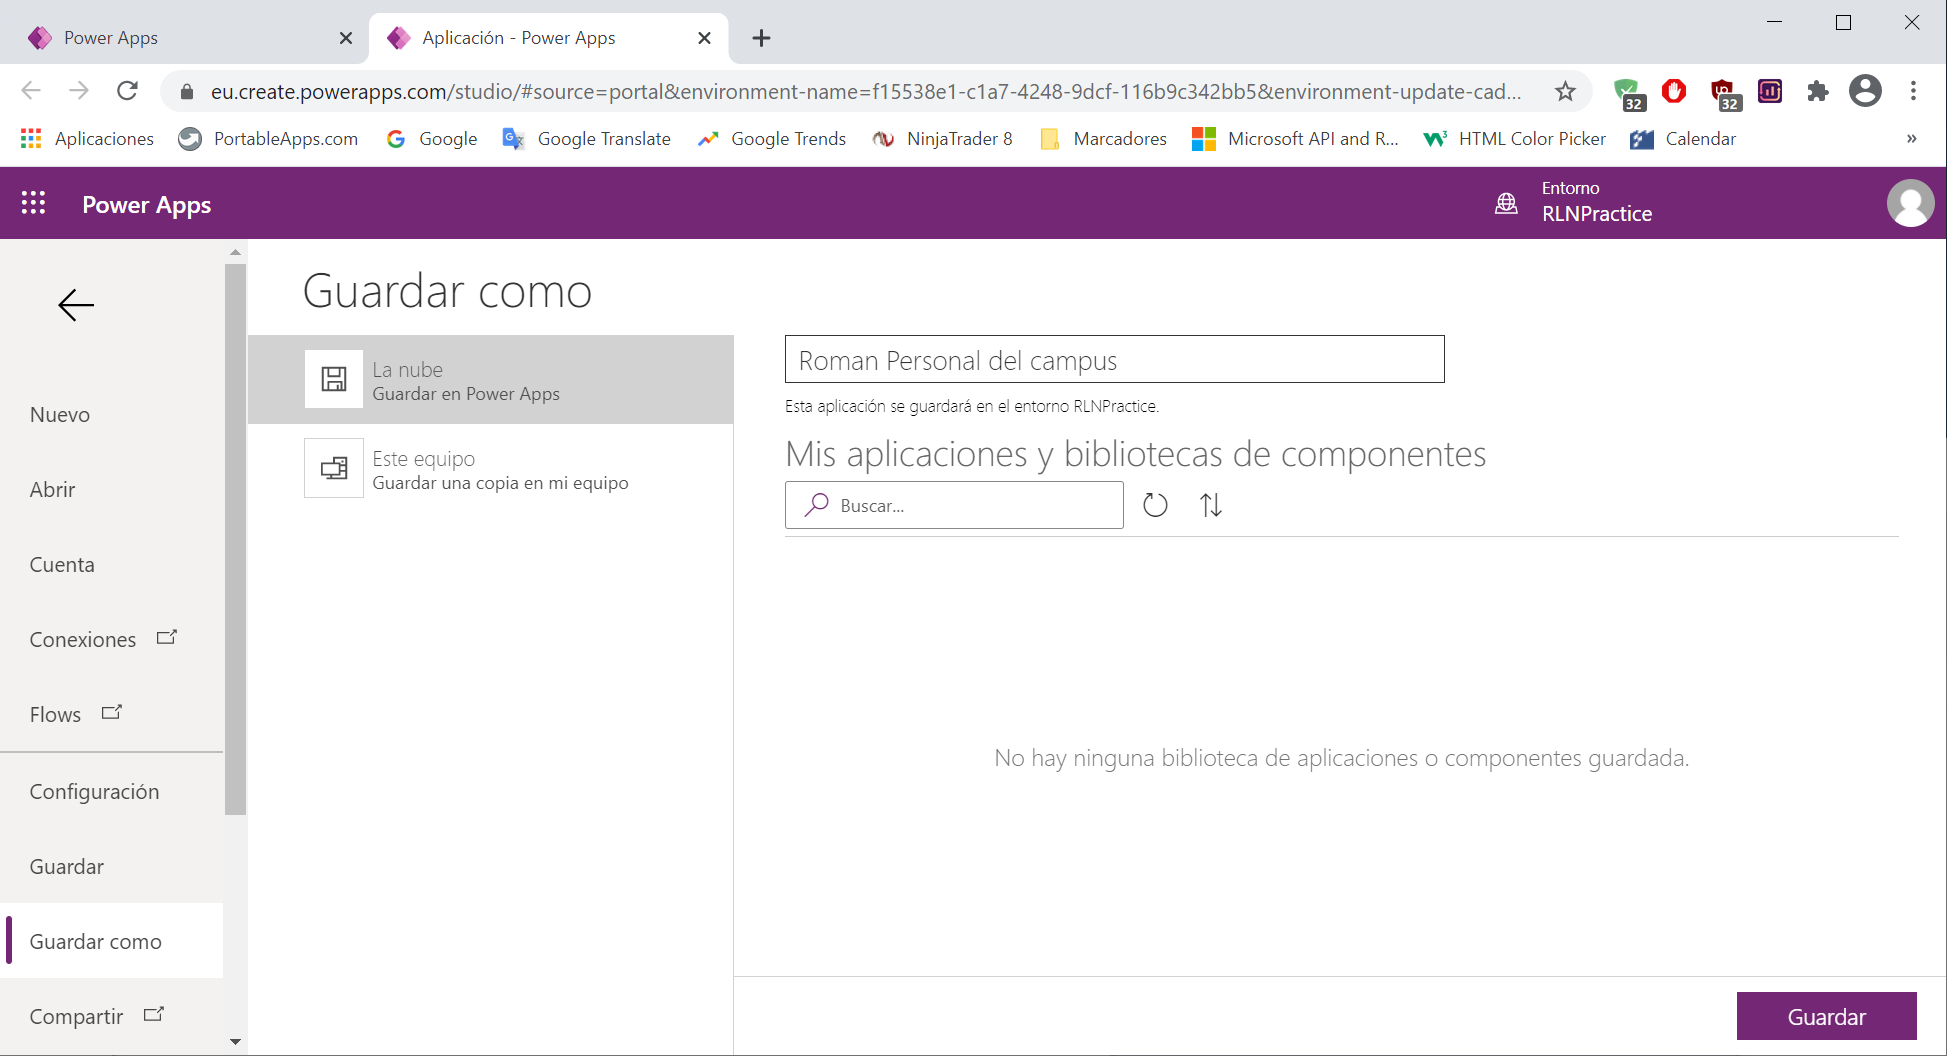 Power Apps
Aplicación - Power Apps
eu.create.powerapps.com/studio/#source=portal&environment-name=f15538e1-c1a7-4248-9dcf-116b9c342bb5&environment-update-cad...
32
32
Aplicaciones
PortableApps.com
Google
Google Translate
Google Trends
NinjaTrader 8
Marcadores
Microsoft API and R...
HTML Color Picker
Calendar
»
Power Apps
Entorno
RLNPractice
Guardar como
Nuevo
Abrir
Cuenta
Conexiones
Flows
Configuración
Guardar
Guardar como
Compartir
La nube
Guardar en Power Apps
Este equipo
Guardar una copia en mi equipo
Roman Personal del campus
Esta aplicación se guardará en el entorno RLNPractice.
Mis aplicaciones y bibliotecas de componentes
Buscar...
No hay ninguna biblioteca de aplicaciones o componentes guardada.
Guardar